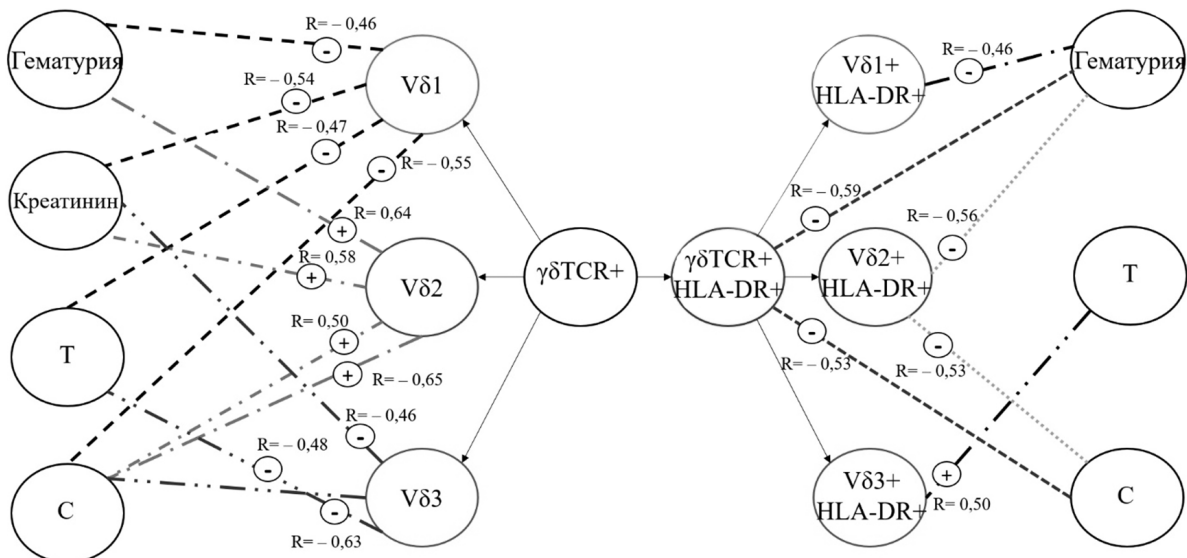 Гематурия
R= – 0,46
-
Vδ1
R= – 0,54
-
R= – 0,47
-
-
R= – 0,55
Креатинин
R= 0,64
+
R= 0,58
+
Vδ2
R= 0,50
+
+
R= – 0,65
T
R= – 0,46
-
R= – 0,48
-
C
Vδ3
-
R= – 0,63
γδTCR+
γδTCR+
HLA-DR+
Vδ1+
HLA-DR+
R= – 0,46
-
Гематурия
R= – 0,59
-
R= – 0,56
-
Vδ2+
HLA-DR+
T
-
R= – 0,53
-
R= – 0,53
Vδ3+
HLA-DR+
+
R= 0,50
C